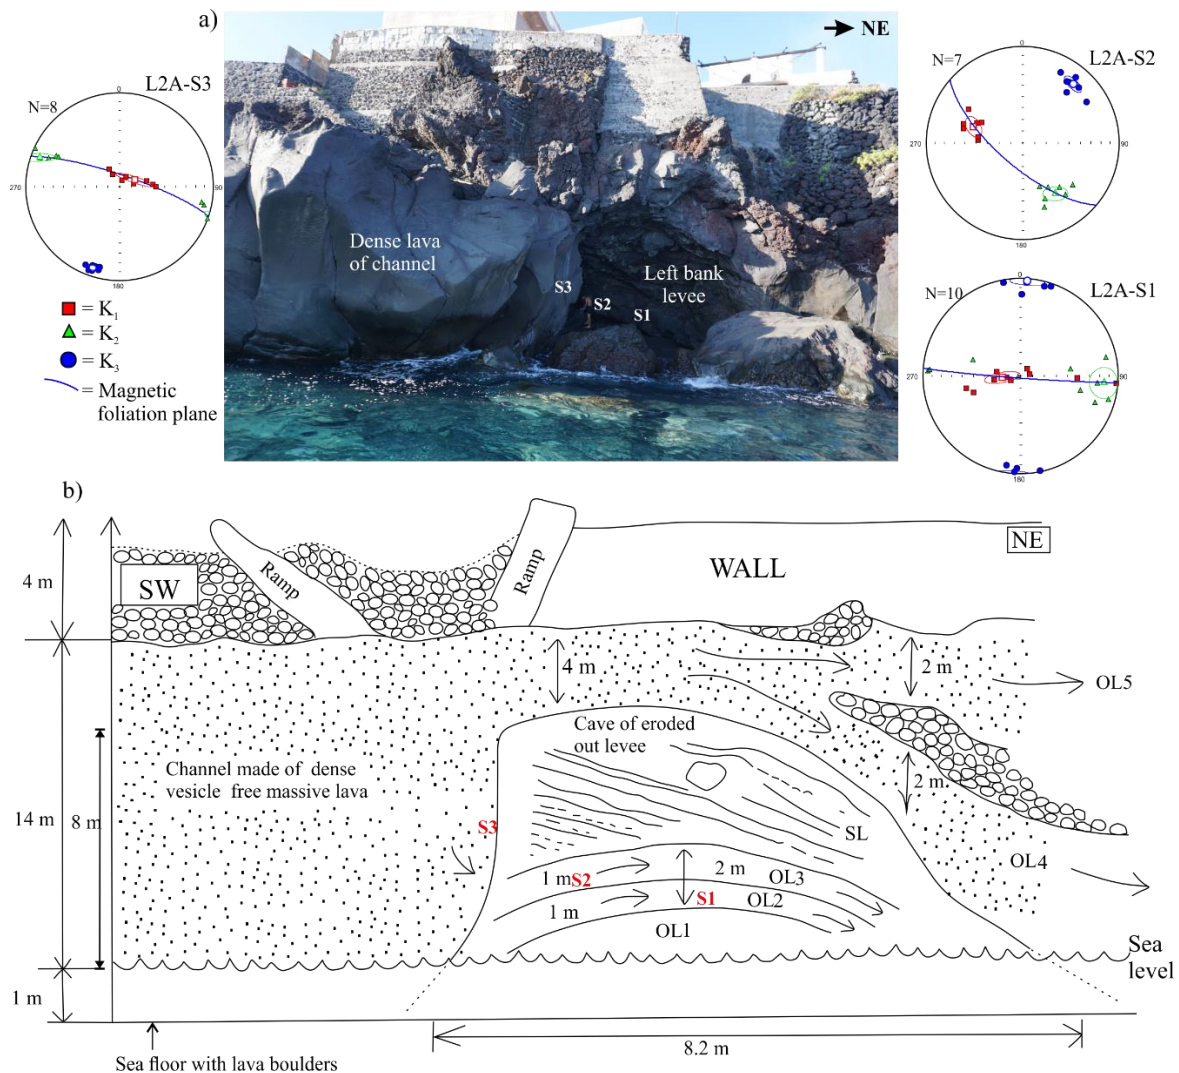 a)
NE
L2A-S3
N=8
270
90
180
= K1
= K2
= K3
= Magnetic
foliation plane
Dense lava
of channel
Left bank
levee
S3
S2
S1
L2A-S2
N=7
0
270
90
180
L2A-S1
N=10
0
270
90
180
b)
4 m
SW
Ramp
Ramp
WALL
NE
4 m
2 m
OL5
Cave of eroded
out levee
Channel made of dense
vesicle free massive lava
2 m
14 m
8 m
S3
SL
OL4
1 m
S2
2 m
OL3
1 m
S1
OL2
OL1
Sea
level
1 m
8.2 m
Sea floor with lava boulders